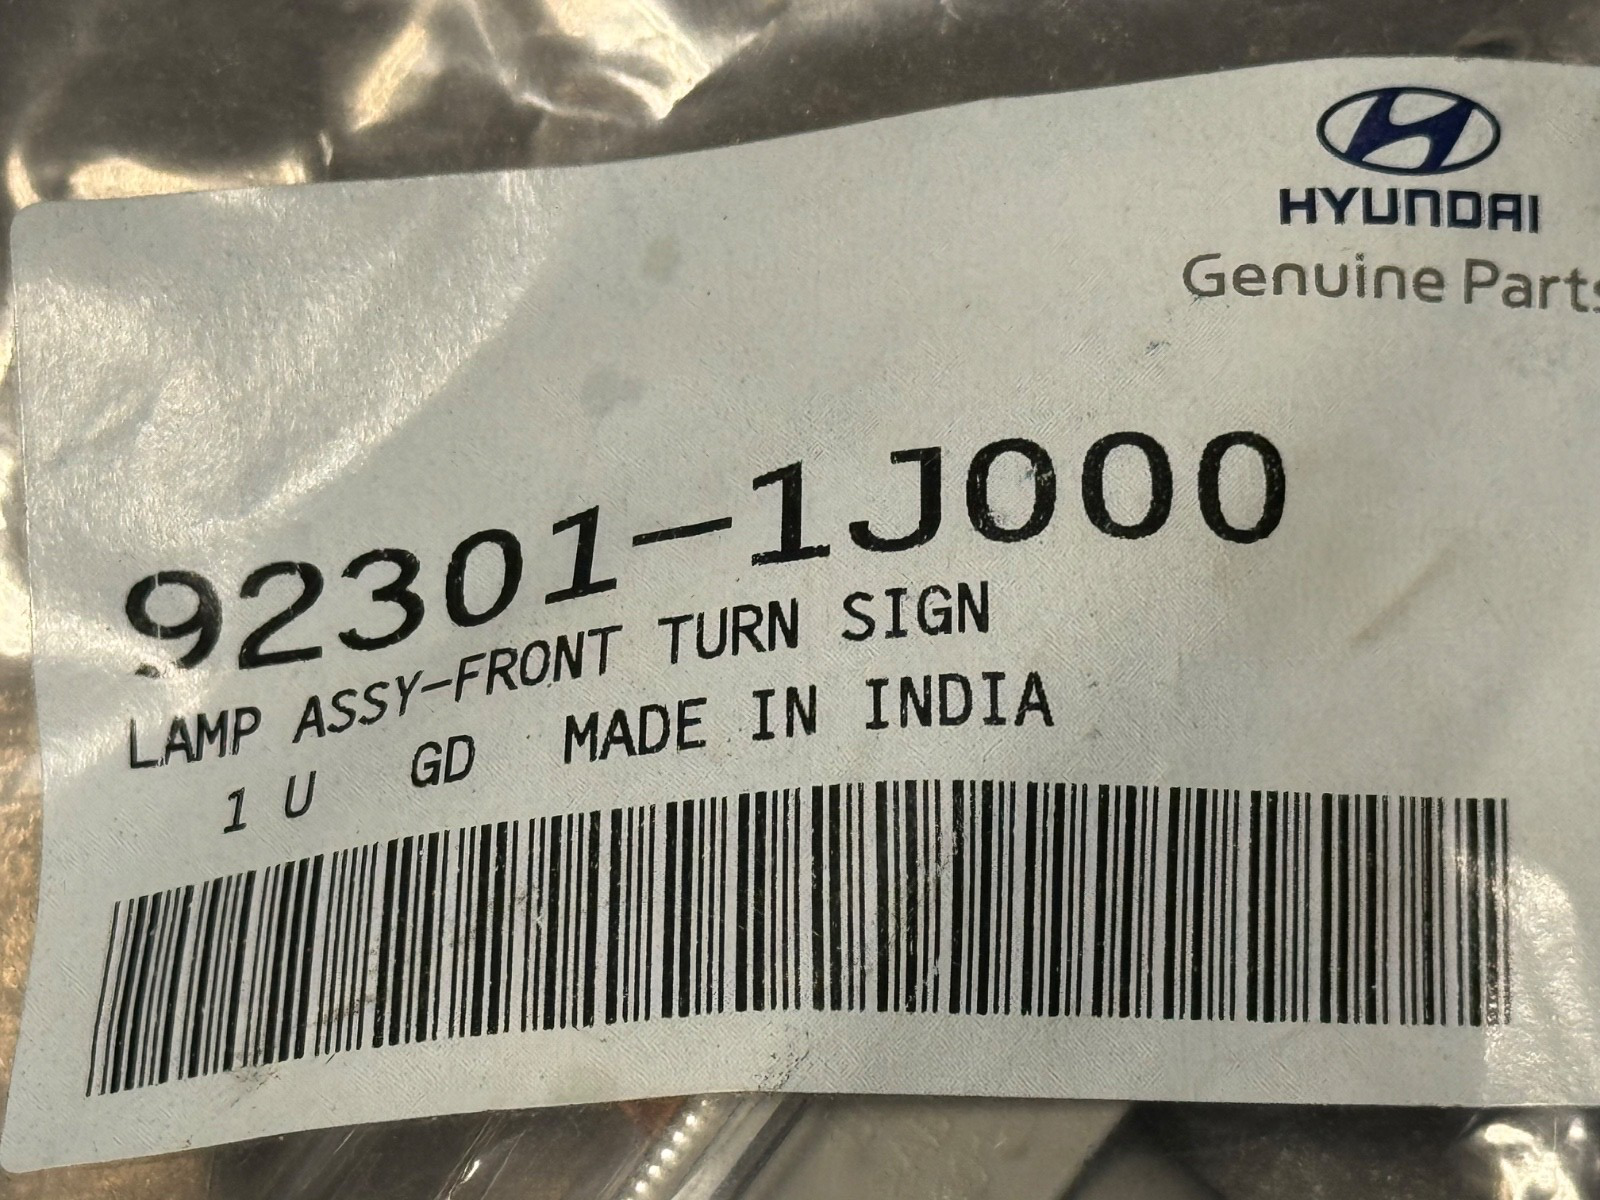 HYUNDAI
Genuine Parts
92301-1J000
LAMP ASSY-FRONT TURN SIGN
1 U GD MADE IN INDIA